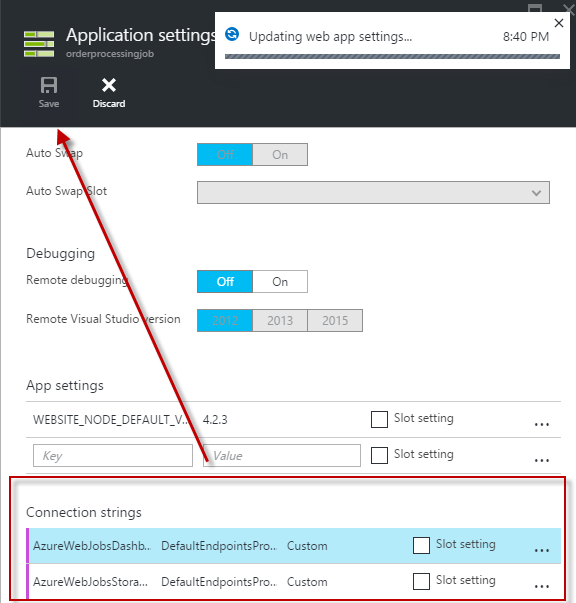 Application settings
orderprocessingjob
Updating web app settings... 8:40 PM
Save Discard
Auto Swap Off On
Auto Swap Slot
Debugging
Remote debugging Off On
Remote Visual Studio version 2012 2013 2015
App settings
WEBSITE_NODE_DEFAULT_V... 4.2.3 Slot setting ...
Key Value Slot setting ...
Connection strings
AzureWebJobsDashb... DefaultEndpointsPro... Custom Slot setting ...
AzureWebJobsStora... DefaultEndpointsPro... Custom Slot setting ...